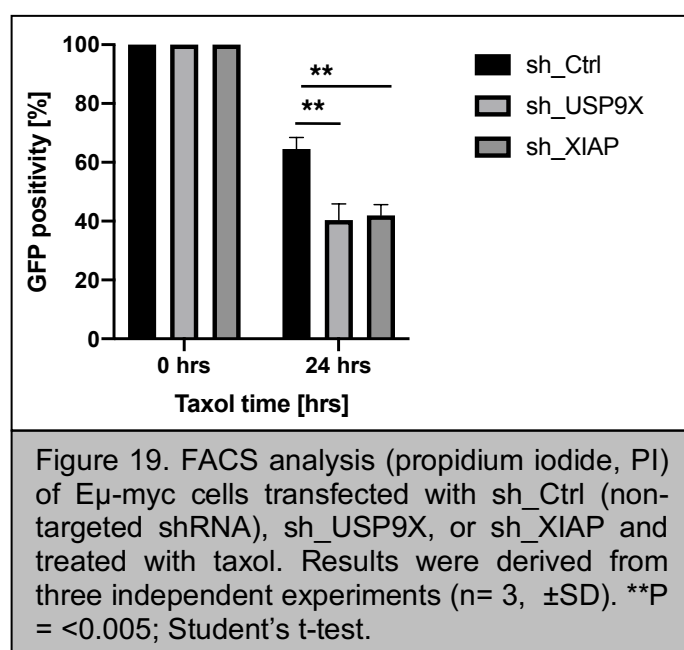 100
80
60
40
20
0
GFP positivity [%]
**
**
sh_Ctrl
sh_USP9X
sh_XIAP
0 hrs
24 hrs
Taxol time [hrs]
Figure 19. FACS analysis (propidium iodide, PI)
of Eµ-myc cells transfected with sh_Ctrl (non-
targeted shRNA), sh_USP9X, or sh_XIAP and
treated with taxol. Results were derived from
three independent experiments (n= 3, ±SD). **P
= <0.005; Student’s t-test.